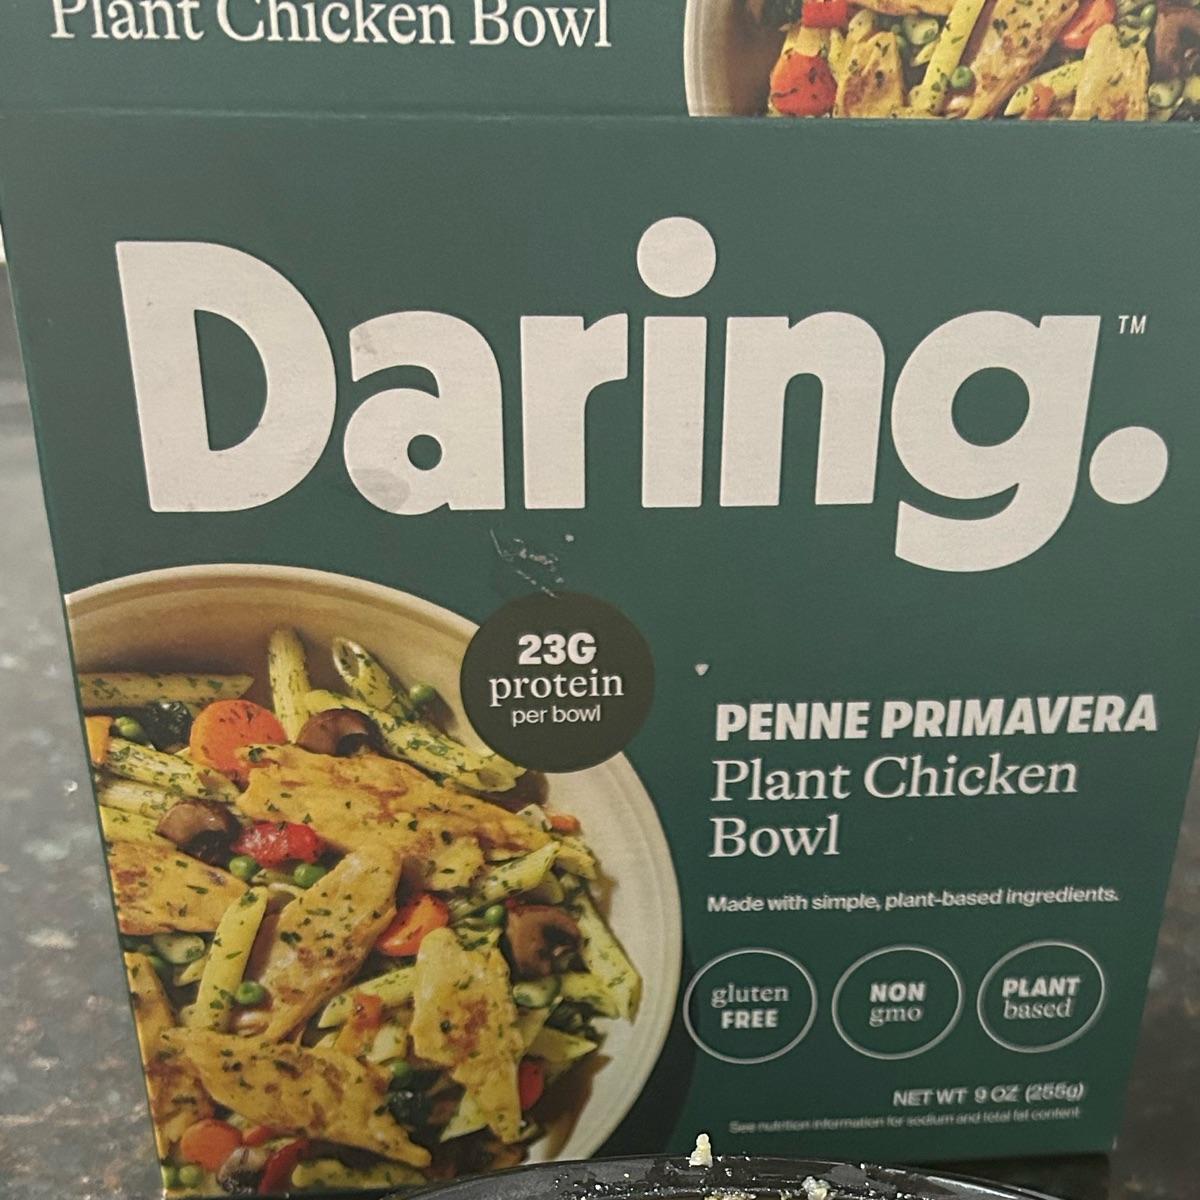 Plant Chicken Bowl
Daring.™
23G
protein
per bowl
PENNE PRIMAVERA
Plant Chicken
Bowl
Made with simple, plant-based ingredients.
gluten
FREE
NON
gmo
PLANT
based
NET WT 9 OZ (255g)
See nutrition information for sodium and total fat content